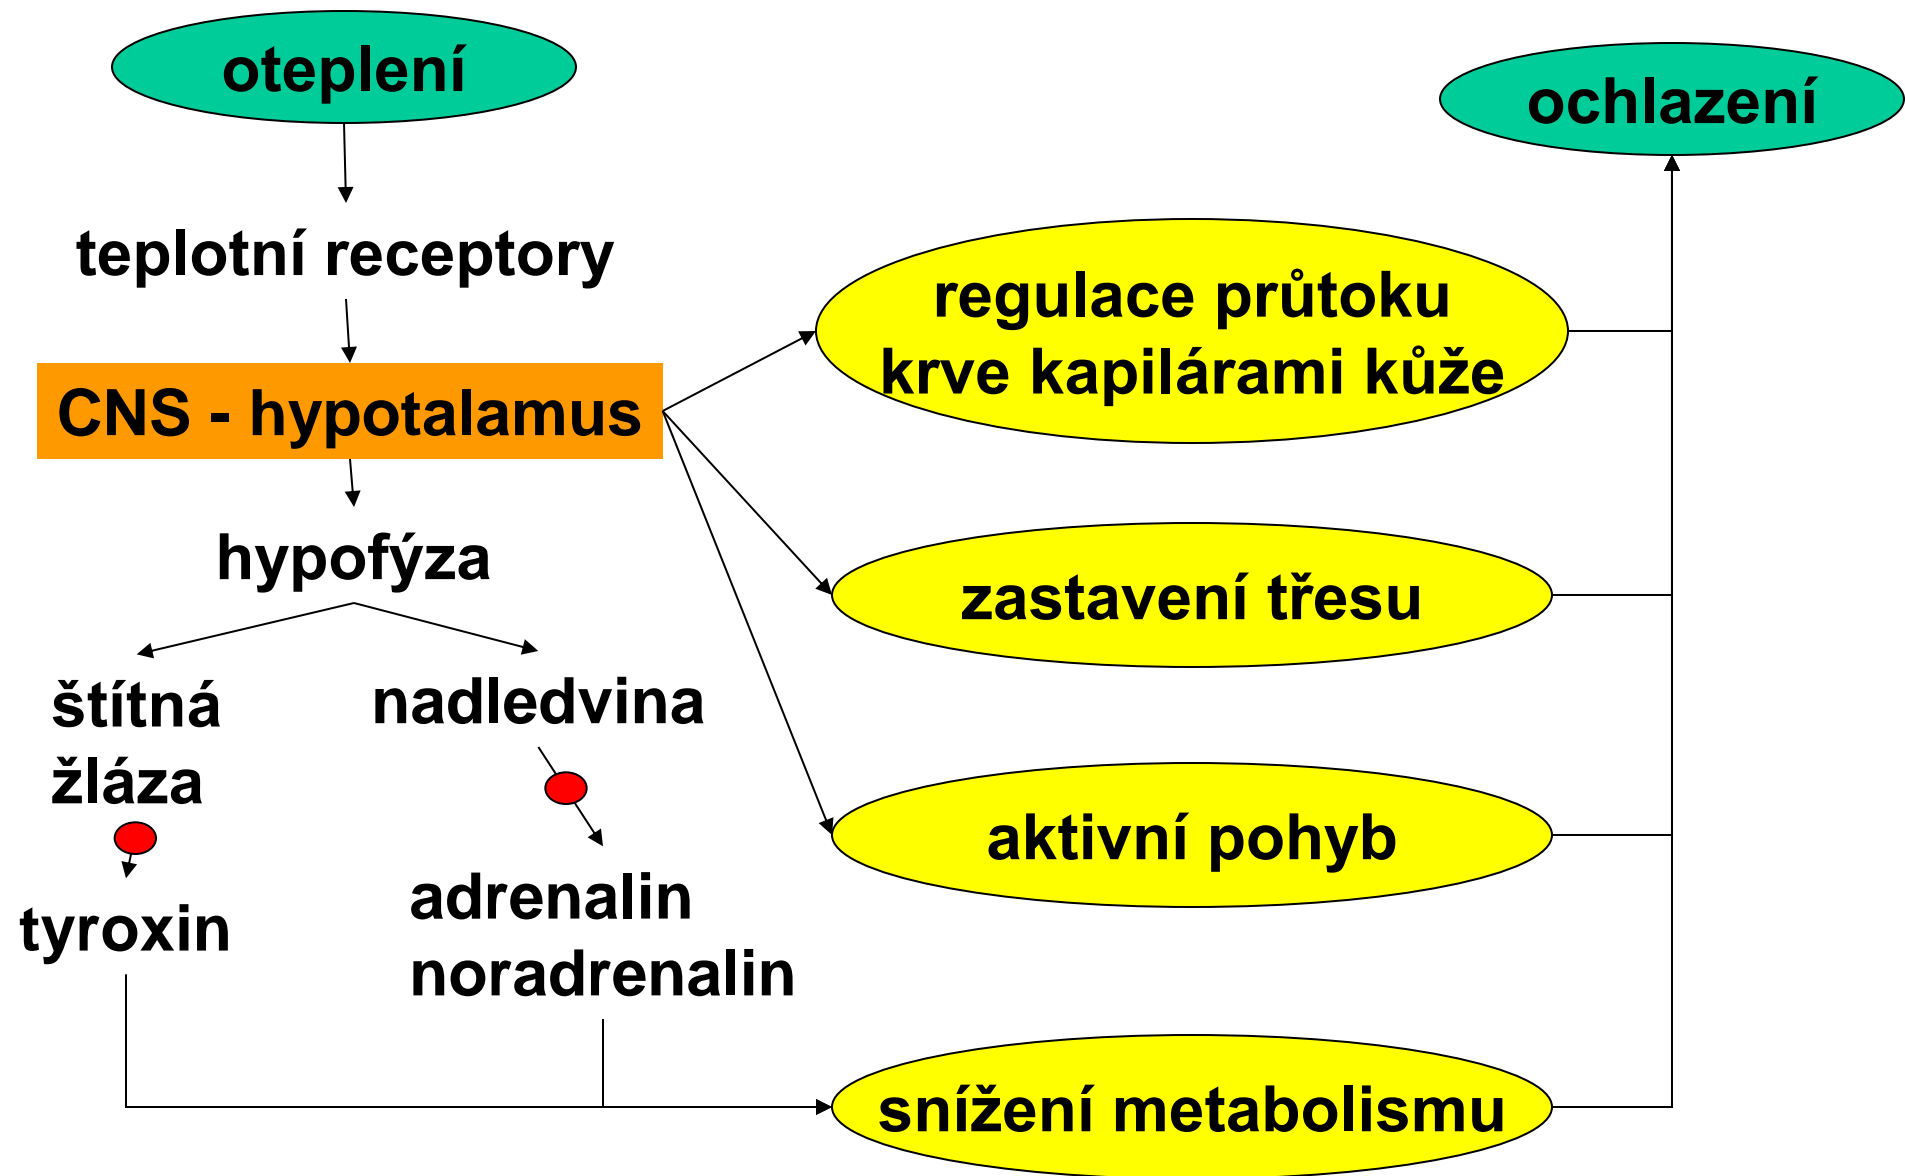 oteplení
ochlazení
teplotní receptory
regulace průtoku
krve kapilárami kůže
CNS - hypotalamus
hypofýza
zastavení třesu
štítná
žláza
nadledvina
aktivní pohyb
tyroxin
adrenalin
noradrenalin
snížení metabolismu